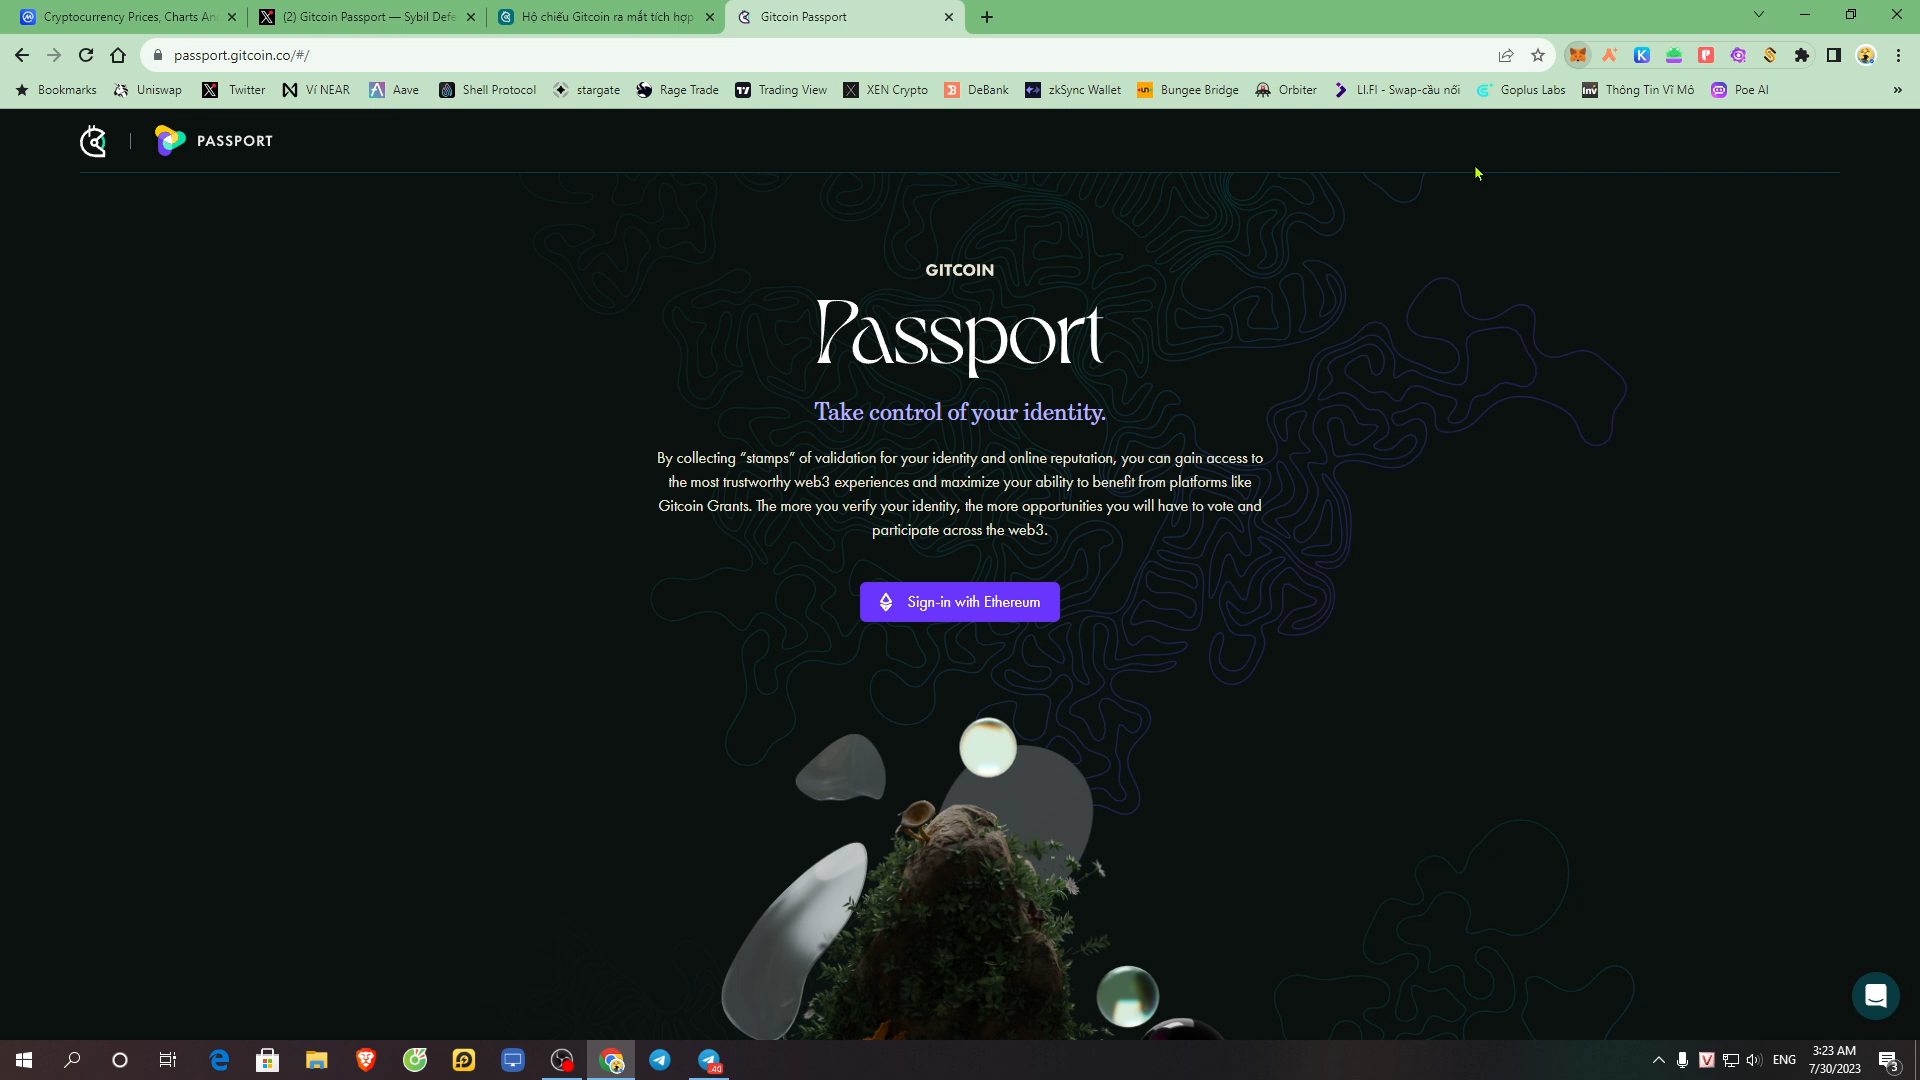 Cryptocurrency Prices, Charts An
(2) Gitcoin Passport — Sybil Defe
Hộ chiếu Gitcoin ra mắt tích hợp
Gitcoin Passport
passport.gitcoin.co/#/
Bookmarks
Uniswap
Twitter
Ví NEAR
Aave
Shell Protocol
stargate
Rage Trade
Trading View
XEN Crypto
DeBank
zkSync Wallet
Bungee Bridge
Orbiter
LI.FI - Swap-cầu nối
Goplus Labs
Thông Tin Vĩ Mô
Poe AI
PASSPORT
GITCOIN
Passport
Take control of your identity.
By collecting “stamps” of validation for your identity and online reputation, you can gain access to
the most trustworthy web3 experiences and maximize your ability to benefit from platforms like
Gitcoin Grants. The more you verify your identity, the more opportunities you will have to vote and
participate across the web3.
Sign-in with Ethereum
ENG
3:23 AM
7/30/2023
3